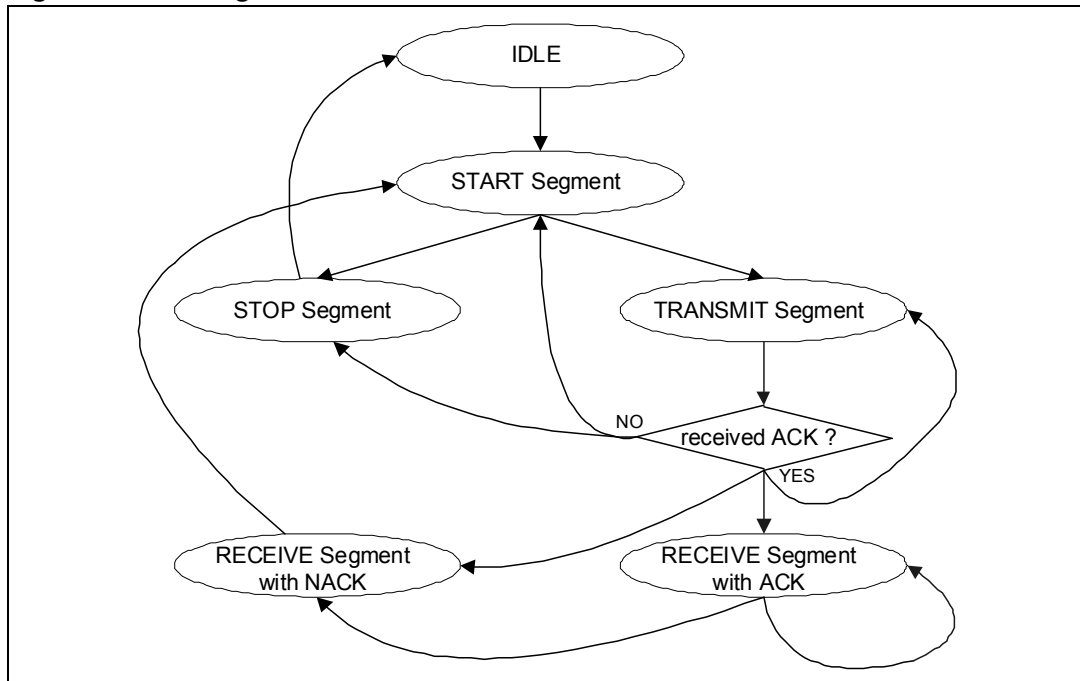 IDLE
START Segment
STOP Segment
TRANSMIT Segment
NO
received ACK ?
YES
RECEIVE Segment
with NACK
RECEIVE Segment
with ACK